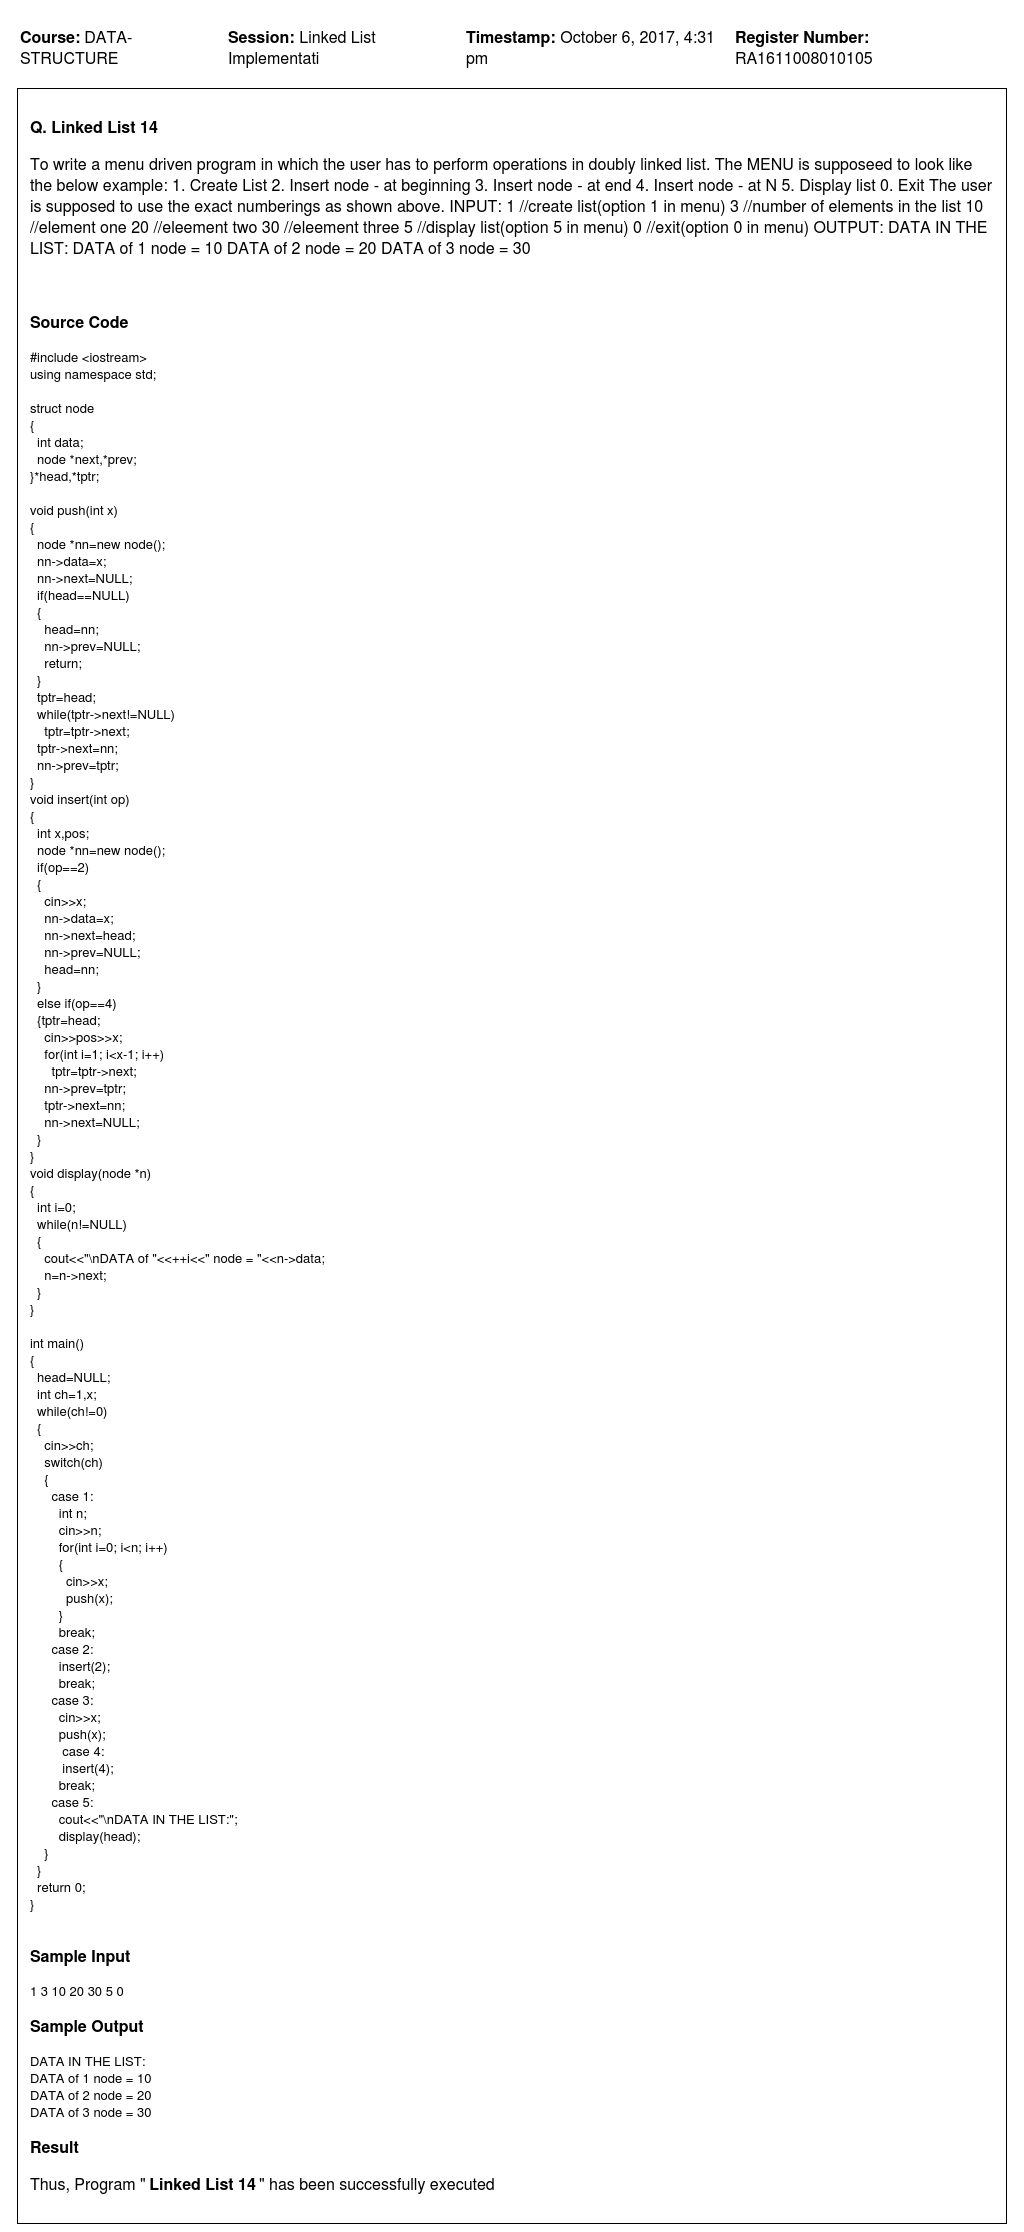 Course: DATA-STRUCTURE
Session: Linked List Implementati
Timestamp: October 6, 2017, 4:31 pm
Register Number: RA1611008010105
Q. Linked List 14
To write a menu driven program in which the user has to perform operations in doubly linked list. The MENU is supposeed to look like
the below example: 1. Create List 2. Insert node - at beginning 3. Insert node - at end 4. Insert node - at N 5. Display list 0. Exit The user
is supposed to use the exact numberings as shown above. INPUT: 1 //create list(option 1 in menu) 3 //number of elements in the list 10
//element one 20 //eleement two 30 //eleement three 5 //display list(option 5 in menu) 0 //exit(option 0 in menu) OUTPUT: DATA IN THE
LIST: DATA of 1 node = 10 DATA of 2 node = 20 DATA of 3 node = 30
Source Code
#include <iostream>
using namespace std;
struct node
{
int data;
node *next,*prev;
}*head,*tptr;
void push(int x)
{
node *nn=new node();
nn->data=x;
nn->next=NULL;
if(head==NULL)
{
head=nn;
nn->prev=NULL;
return;
}
tptr=head;
while(tptr->next!=NULL)
tptr=tptr->next;
tptr->next=nn;
nn->prev=tptr;
}
void insert(int op)
{
int x,pos;
node *nn=new node();
if(op==2)
{
cin>>x;
nn->data=x;
nn->next=head;
nn->prev=NULL;
head=nn;
}
else if(op==4)
{tptr=head;
cin>>pos>>x;
for(int i=1; i<x-1; i++)
tptr=tptr->next;
nn->prev=tptr;
tptr->next=nn;
nn->next=NULL;
}
}
void display(node *n)
{
int i=0;
while(n!=NULL)
{
cout<<"\nDATA of "<<++i<<" node = "<<n->data;
n=n->next;
}
}
int main()
{
head=NULL;
int ch=1,x;
while(ch!=0)
{
cin>>ch;
switch(ch)
{
case 1:
int n;
cin>>n;
for(int i=0; i<n; i++)
{
cin>>x;
push(x);
}
break;
case 2:
insert(2);
break;
case 3:
cin>>x;
push(x);
case 4:
insert(4);
break;
case 5:
cout<<"\nDATA IN THE LIST:";
display(head);
}
}
return 0;
}
Sample Input
1 3 10 20 30 5 0
Sample Output
DATA IN THE LIST:
DATA of 1 node = 10
DATA of 2 node = 20
DATA of 3 node = 30
Result
Thus, Program " Linked List 14 " has been successfully executed